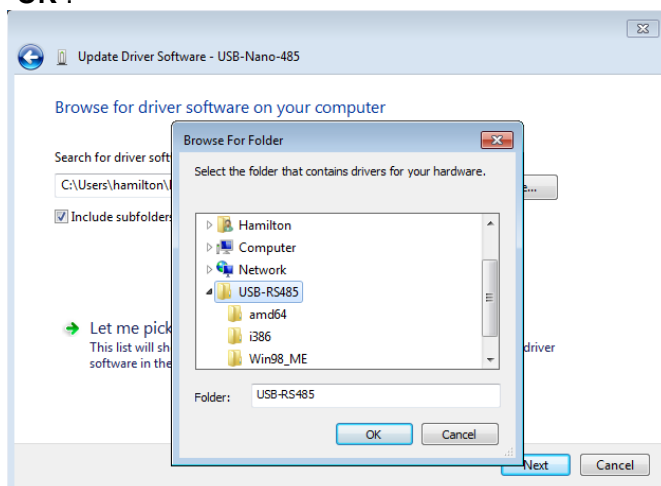 OK".
Update Driver Software - USB-Nano-485
Browse for driver software on your computer
Browse For Folder
Search for driver soft
Select the folder that contains drivers for your hardware.
C:\Users\hamilton\
Include subfolders
Hamilton
Computer
Network
USB-RS485
amd64
i386
Win98_ME
Let me pick
This list will sh
driver
software in the
Folder: USB-RS485
OK Cancel
Next Cancel